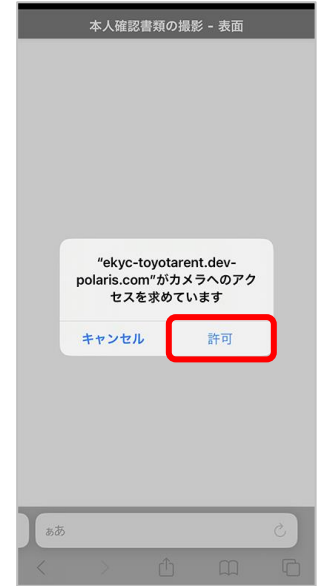 本人確認書類の撮影 - 表面
“ekyc-toyotarent.dev-
polaris.com”がカメラへのアク
セスを求めています
キャンセル 許可
ぁあ